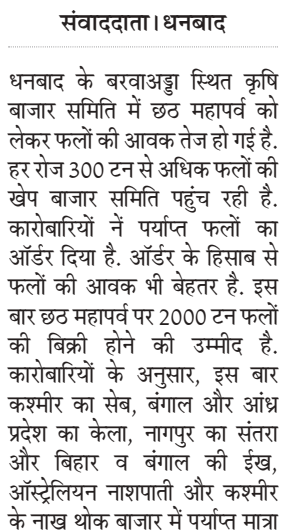 संवाददाता। धनबाद
धनबाद के बरवाअड्डा स्थित कृषि
बाजार समिति में छठ महापर्व को
लेकर फलों की आवक तेज हो गई है.
हर रोज 300 टन से अधिक फलों की
खेप बाजार समिति पहुंच रही है.
कारोबारियों नें पर्याप्त फलों का
ऑर्डर दिया है. ऑर्डर के हिसाब से
फलों की आवक भी बेहतर है. इस
बार छठ महापर्व पर 2000 टन फलों
की बिक्री होने की उम्मीद है.
कारोबारियों के अनुसार, इस बार
कश्मीर का सेब, बंगाल और आंध्र
प्रदेश का केला, नागपुर का संतरा
और बिहार व बंगाल की ईख,
ऑस्ट्रेलियन नाशपाती और कश्मीर
के नाख थोक बाजार में पर्याप्त मात्रा